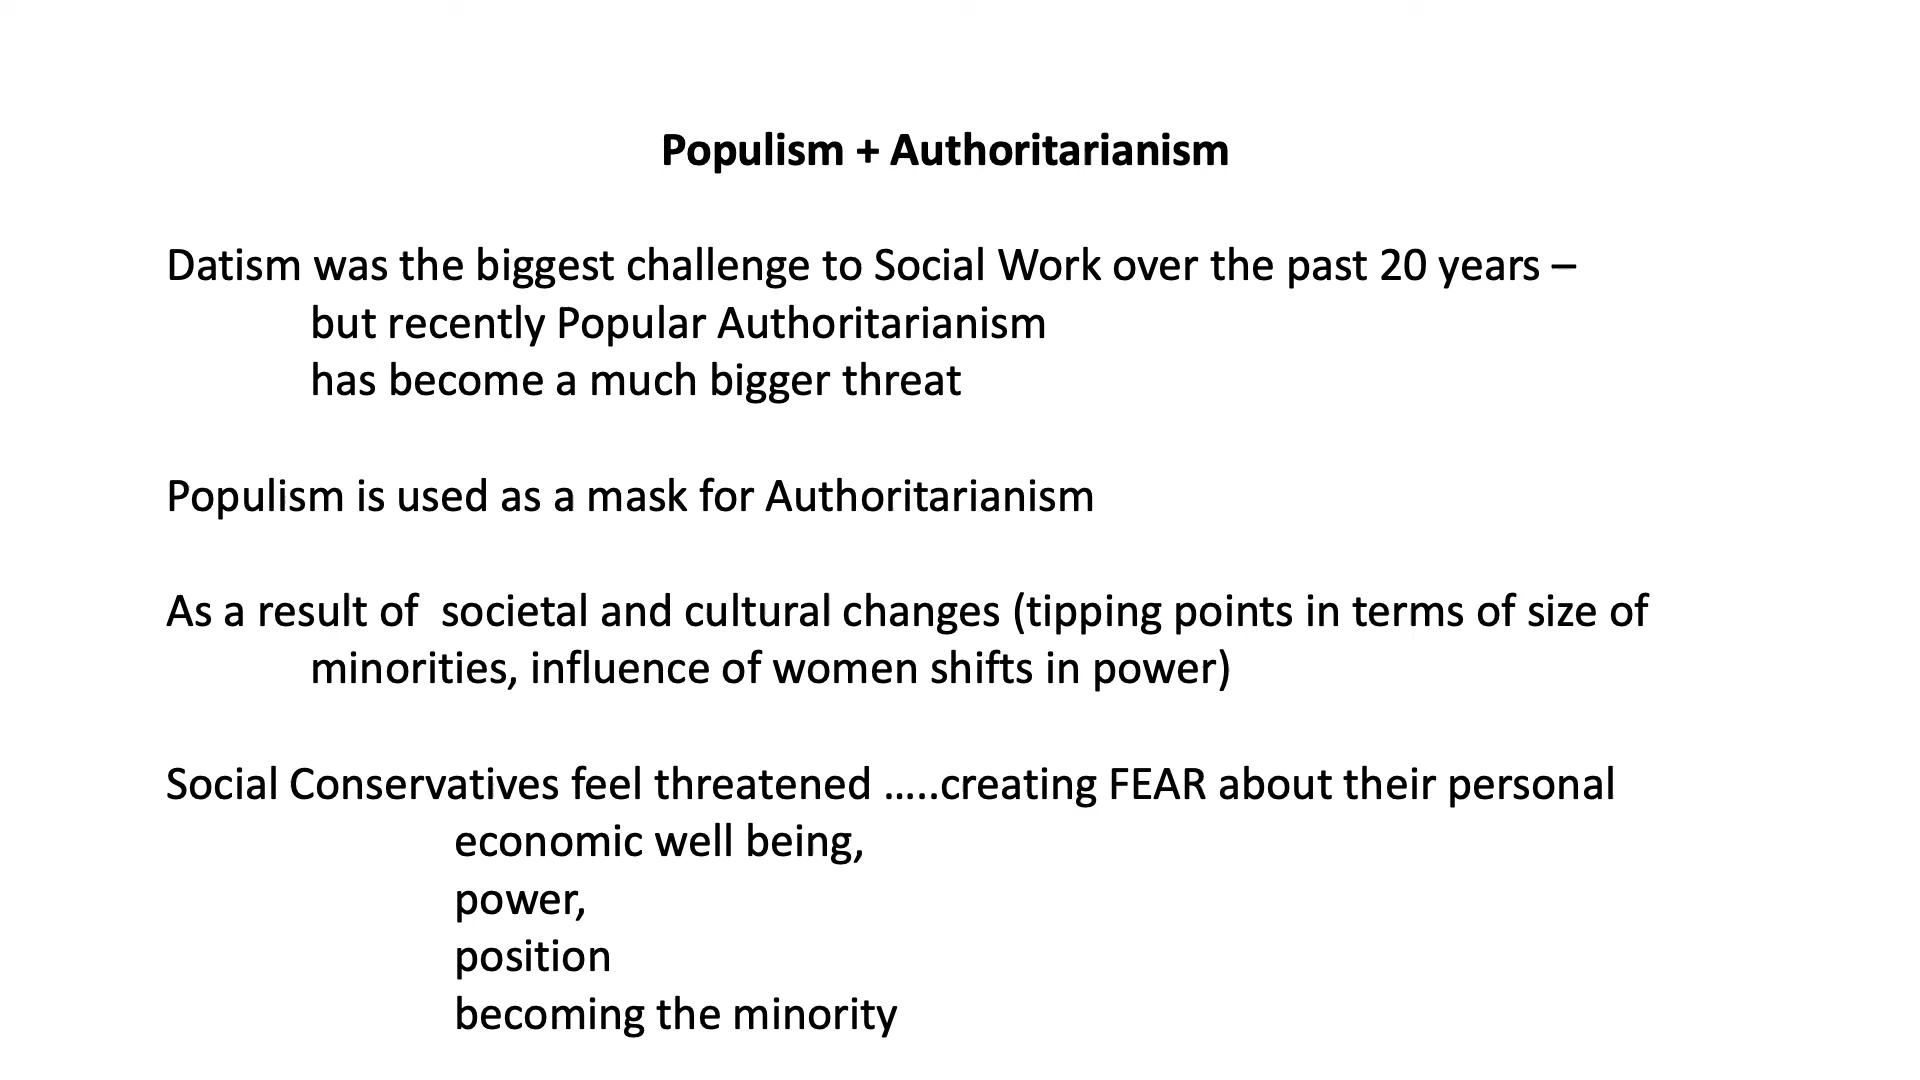 Populism + Authoritarianism
Datism was the biggest challenge to Social Work over the past 20 years –
but recently Popular Authoritarianism
has become a much bigger threat
Populism is used as a mask for Authoritarianism
As a result of  societal and cultural changes (tipping points in terms of size of
minorities, influence of women shifts in power)
Social Conservatives feel threatened .....creating FEAR about their personal
economic well being,
power,
position
becoming the minority